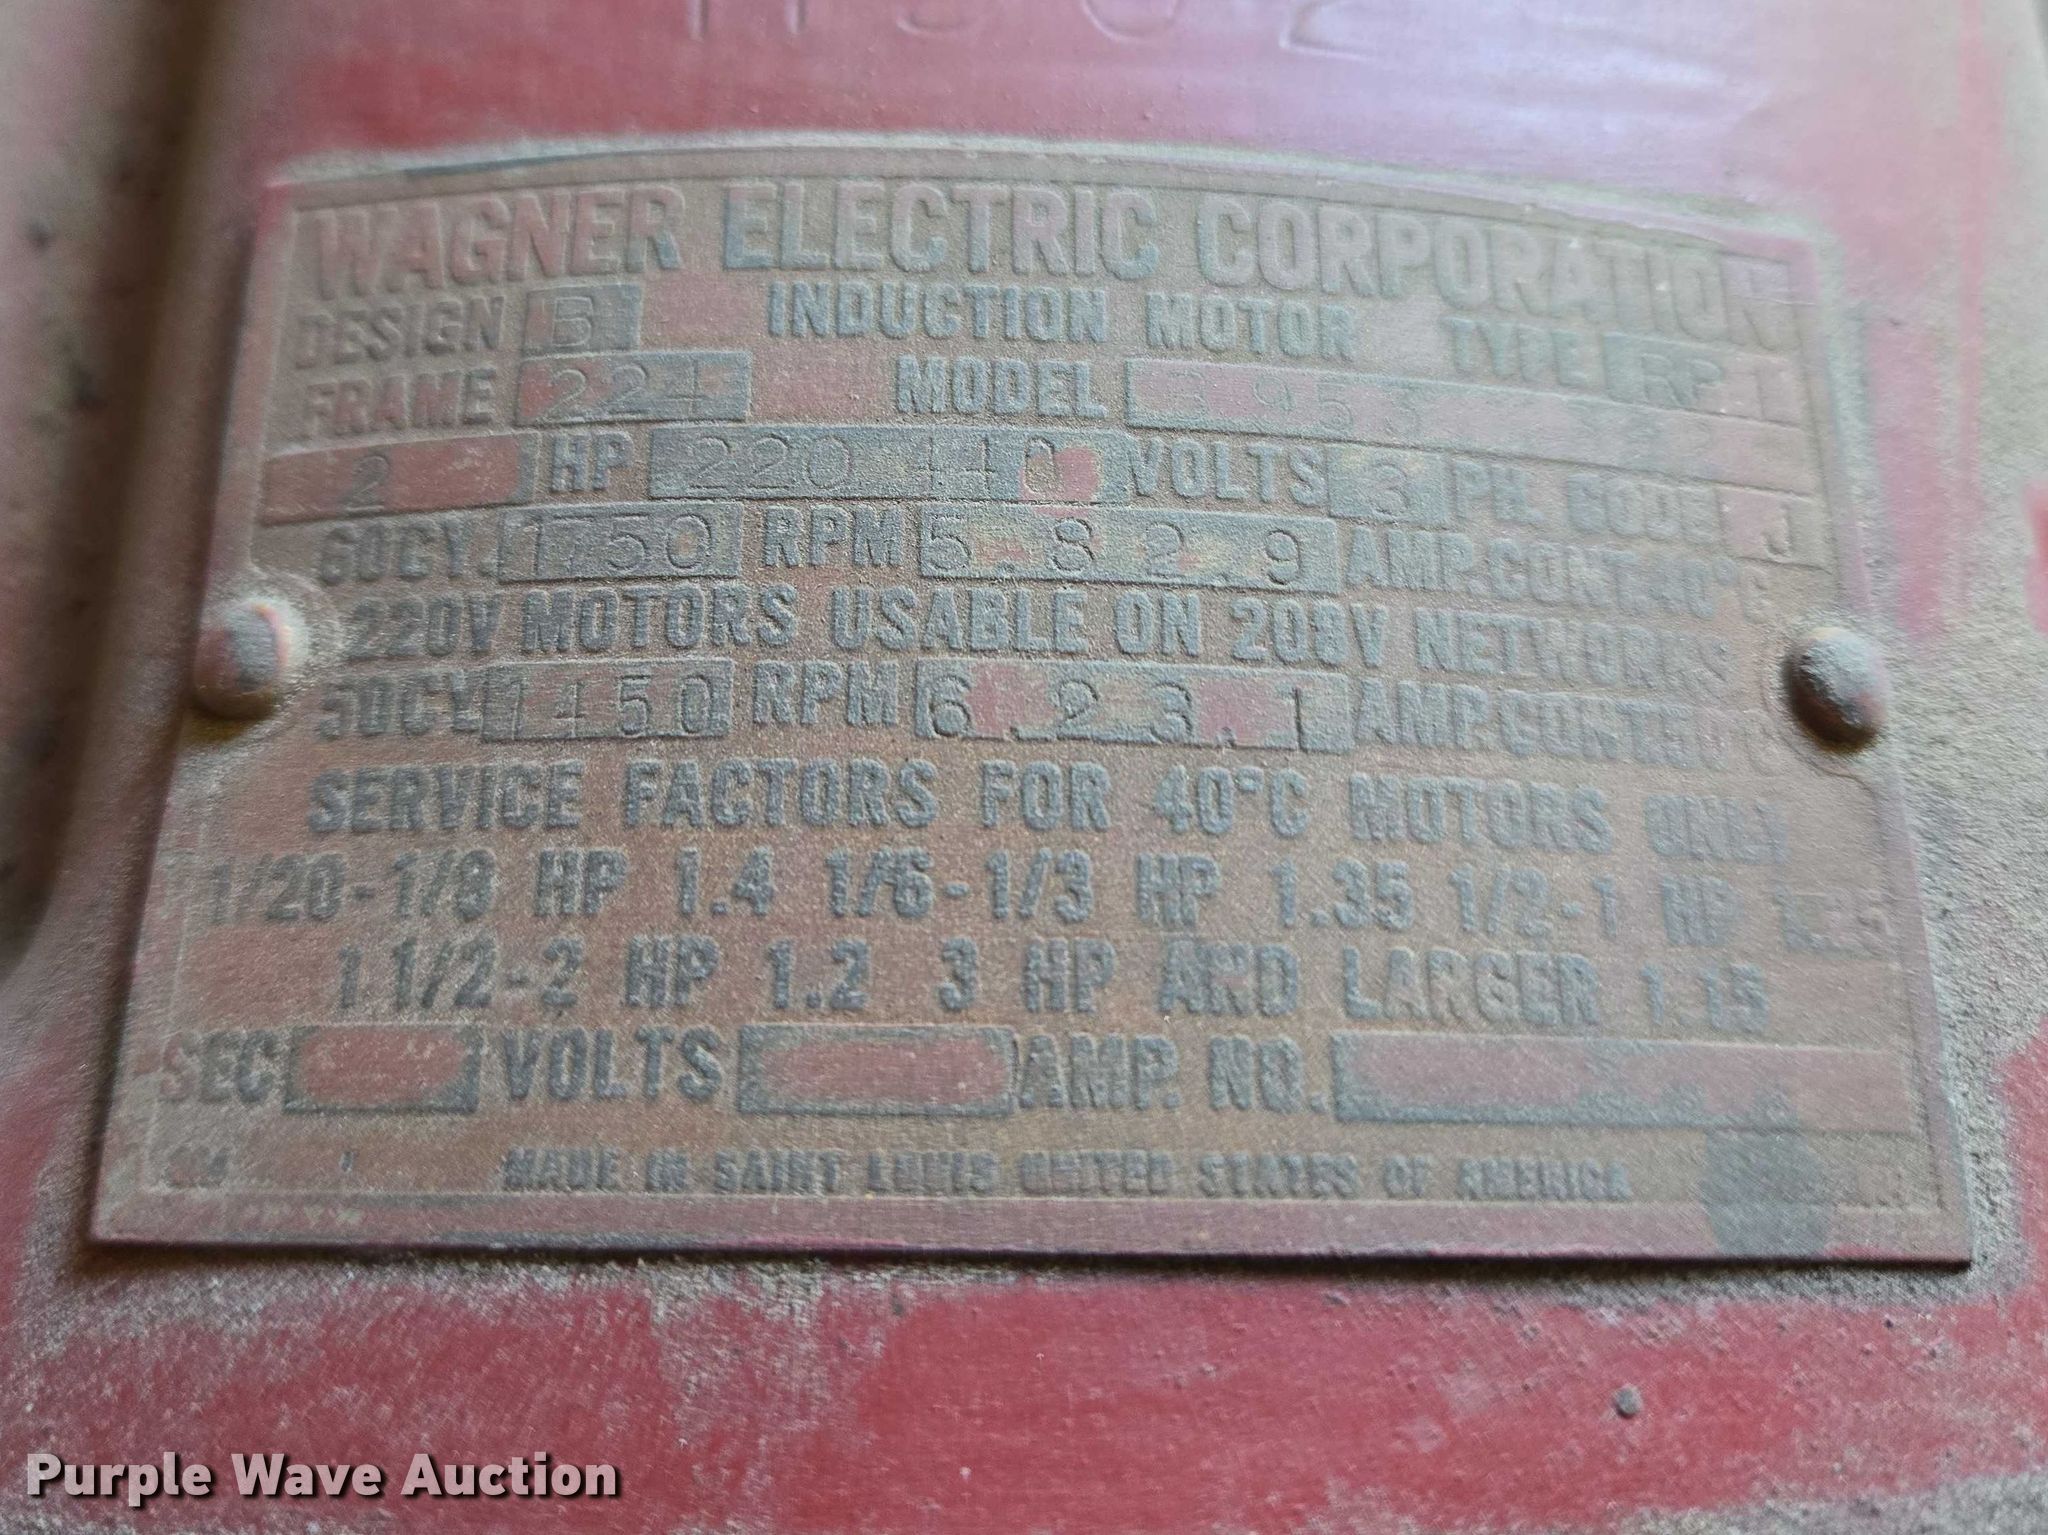 WAGNER ELECTRIC CORPORATION
DESIGN B INDUCTION MOTOR TYPE RP 1
FRAME 224 MODEL
2 HP 220 440 VOLTS 3 PH. CODE J
60CY. 1750 RPM 5.8 2.9 AMP. CONT. 40°C
220V MOTORS USABLE ON 208V NETWORKS
50CY. 1450 RPM 6.2 3.1 AMP. CONT.
SERVICE FACTORS FOR 40°C MOTORS ONLY
1/20-1/8 HP 1.4 1/6-1/3 HP 1.35 1/2-1 HP 1.25
1 1/2-2 HP 1.2 3 HP AND LARGER 1.15
SEC VOLTS AMP. NO.
MADE IN SAINT LOUIS UNITED STATES OF AMERICA
Purple Wave Auction